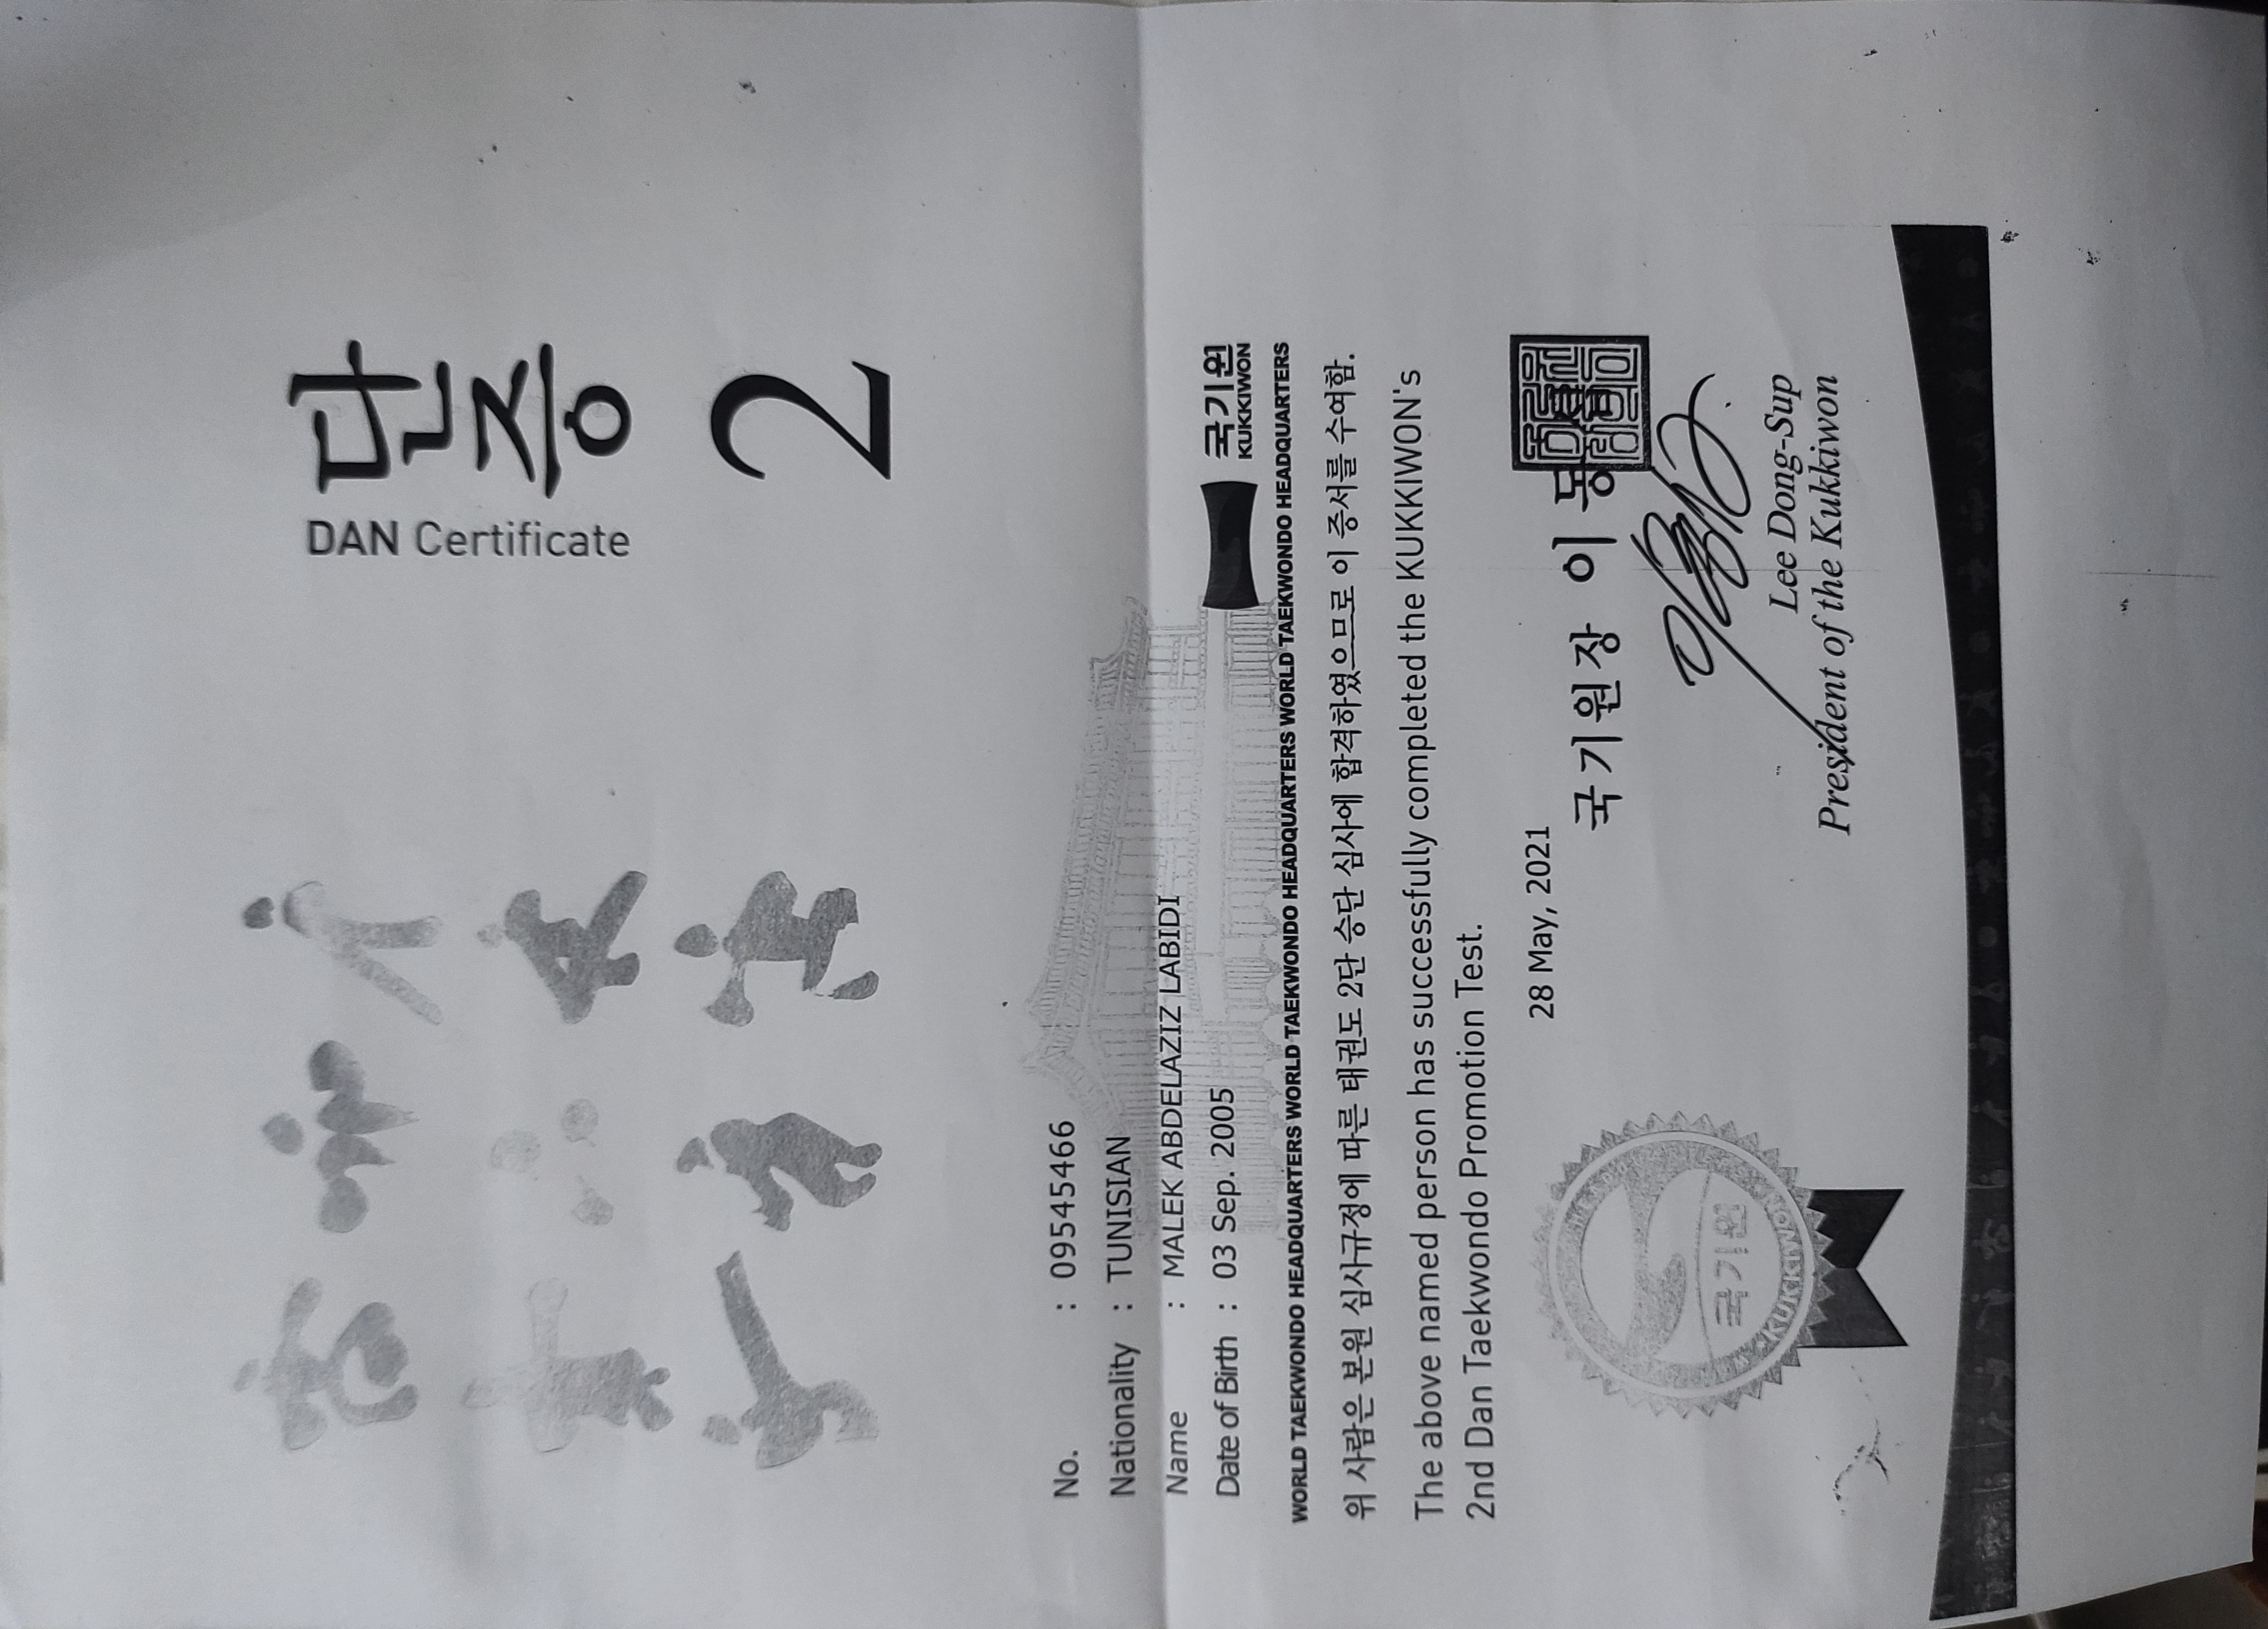 단증
DAN Certificate
2
No. : 09545466
Nationality : TUNISIAN
Name : MALEK ABDELAZIZ LABIDI
Date of Birth : 03 Sep. 2005
국기원
KUKKIWON
WORLD TAEKWONDO HEADQUARTERS WORLD TAEKWONDO HEADQUARTERS WORLD TAEKWONDO HEADQUARTERS WORLD TAEKWONDO HEADQUARTERS
위 사람은 본원 심사규정에 따른 태권도 2단 승단 심사에 합격하였으므로 이 증서를 수여함.
The above named person has successfully completed the KUKKIWON's
2nd Dan Taekwondo Promotion Test.
28 May, 2021
국기원장 이 동
Lee Dong-Sup
President of the Kukkiwon
국기원
KUKKIWON